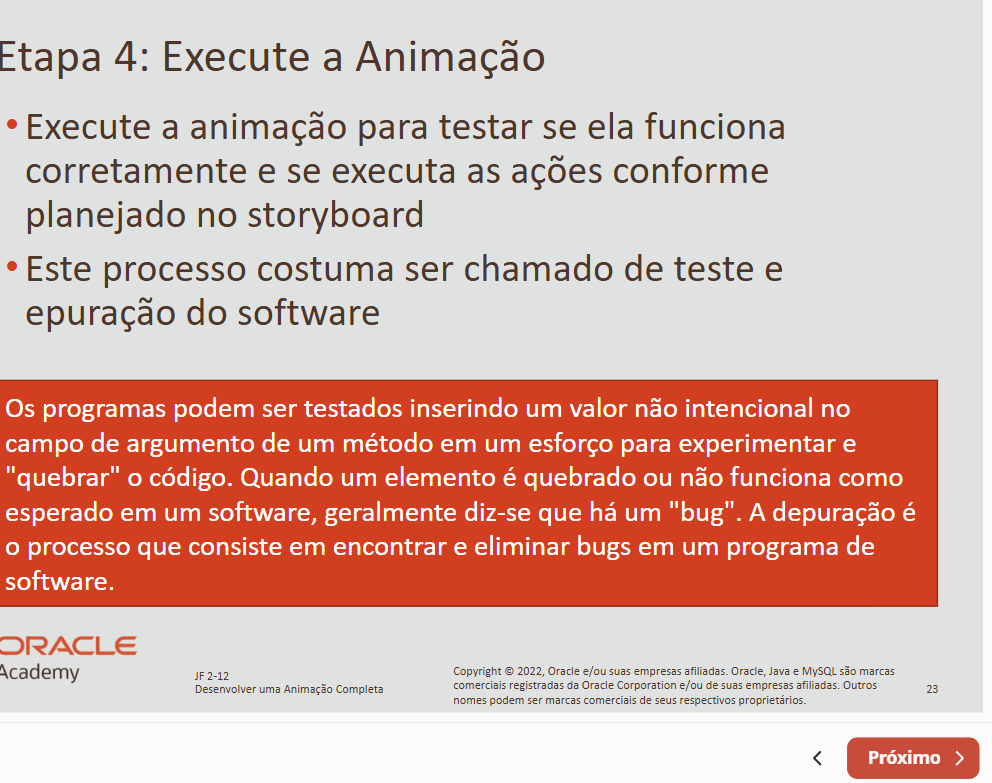 Etapa 4: Execute a Animação
• Execute a animação para testar se ela funciona
corretamente e se executa as ações conforme
planejado no storyboard
• Este processo costuma ser chamado de teste e
epuração do software
Os programas podem ser testados inserindo um valor não intencional no
campo de argumento de um método em um esforço para experimentar e
"quebrar" o código. Quando um elemento é quebrado ou não funciona como
esperado em um software, geralmente diz-se que há um "bug". A depuração é
o processo que consiste em encontrar e eliminar bugs em um programa de
software.
ORACLE
Academy
JF 2-12
Desenvolver uma Animação Completa
Copyright © 2022, Oracle e/ou suas empresas afiliadas. Oracle, Java e MySQL são marcas
comerciais registradas da Oracle Corporation e/ou de suas empresas afiliadas. Outros
nomes podem ser marcas comerciais de seus respectivos proprietários.
23
Próximo